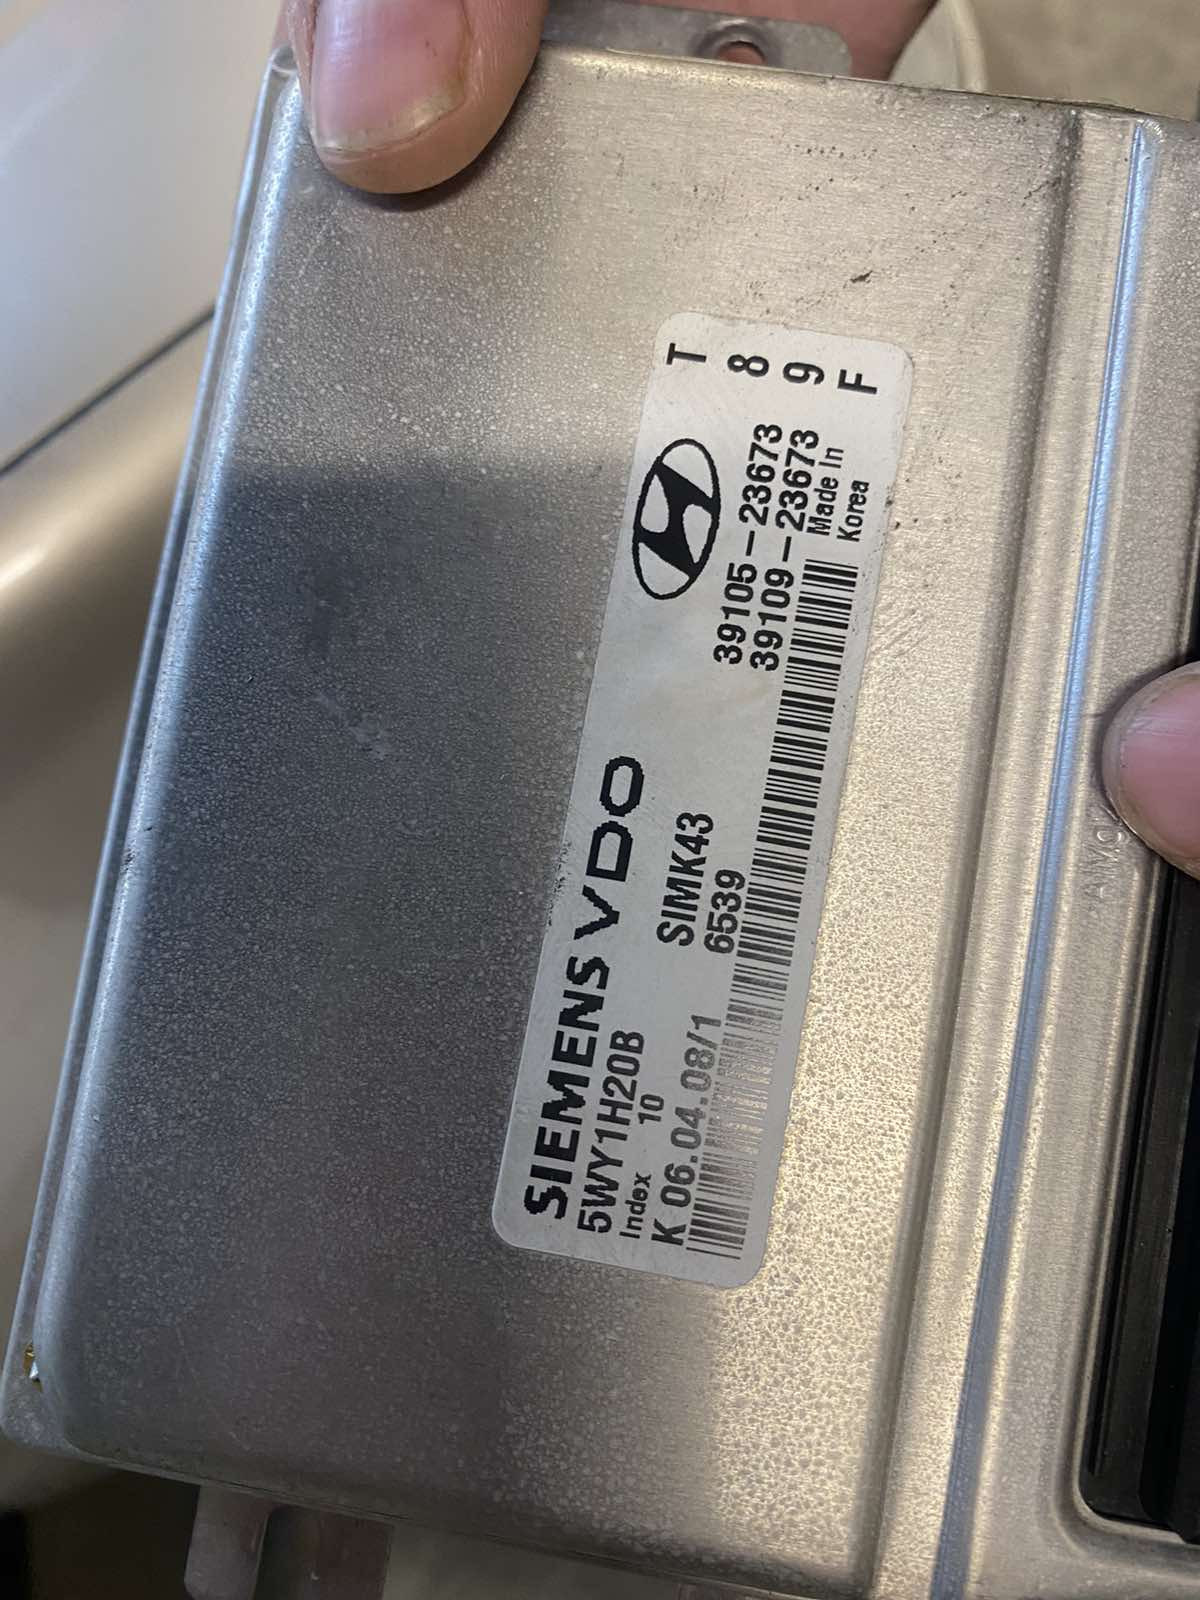 SIEMENS VDO
5WY1H20B
Index 10
K 06.04.08/1
SIMK43
6539
39105-23673
39109-23673
Made In
Korea
T
8
9
F